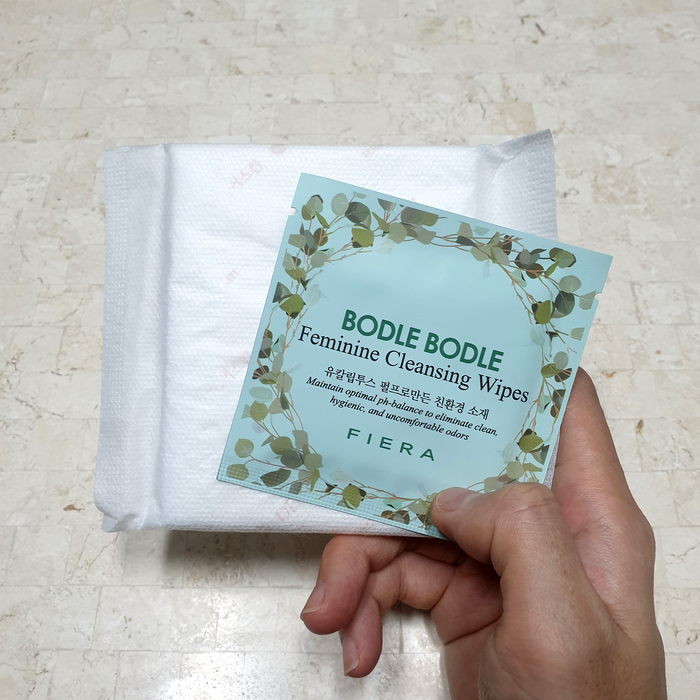 BODLE BODLE
Feminine Cleansing Wipes
유칼립투스 펄프로만든 친환경 소재
Maintain optimal ph-balance to eliminate clean,
hygienic, and uncomfortable odors
FIERA